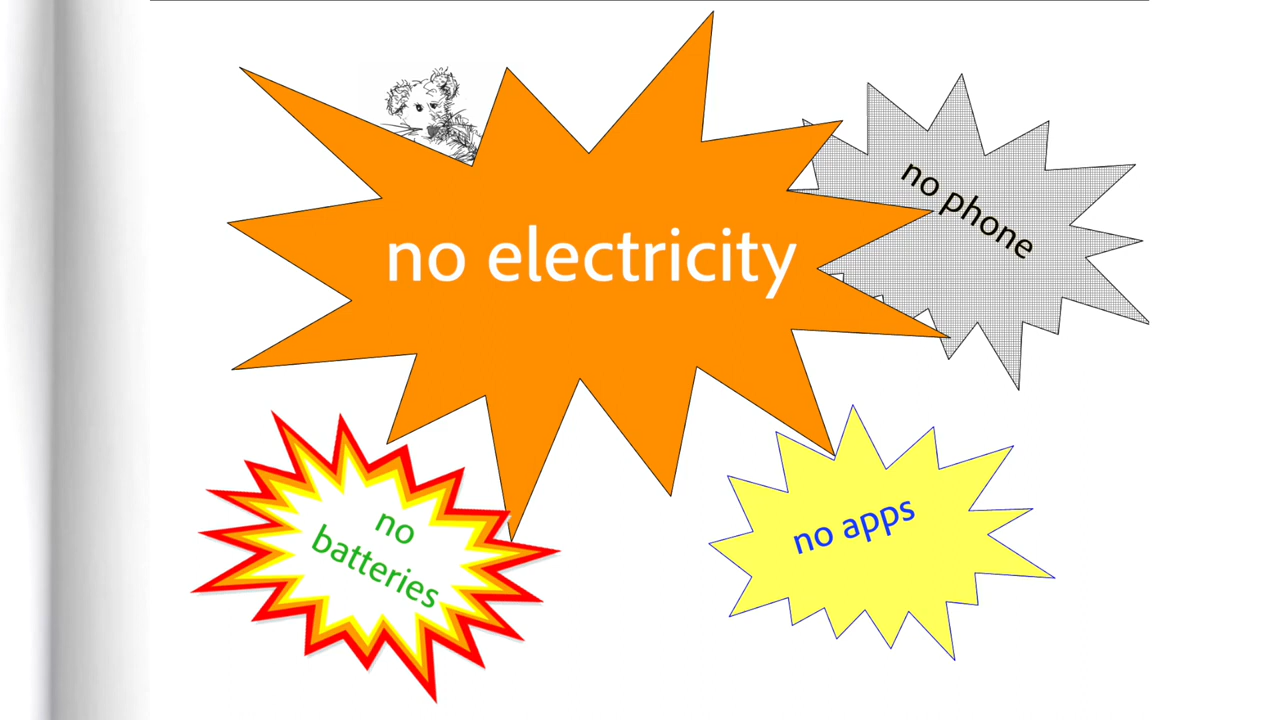 no electricity
no phone
no
batteries
no apps